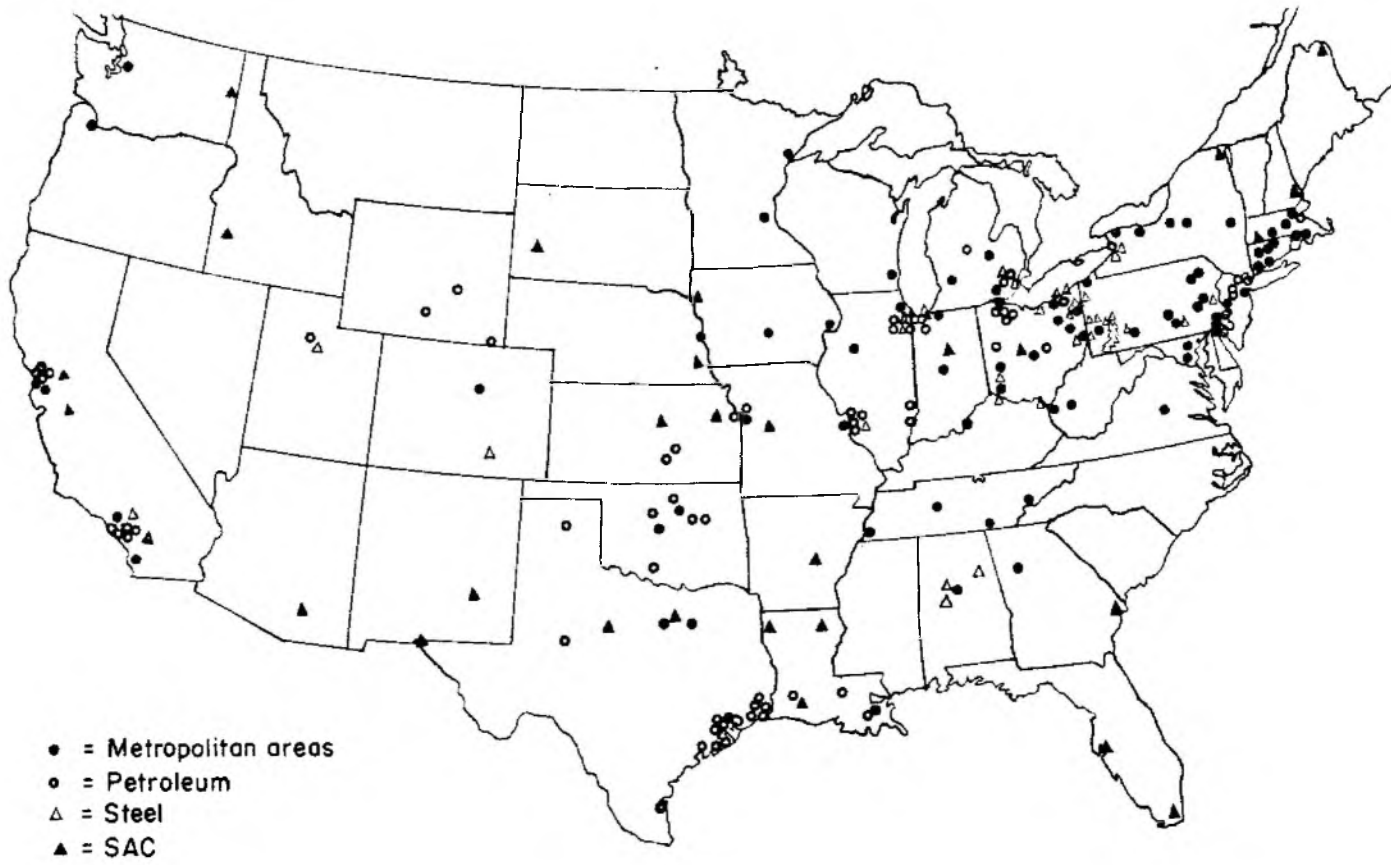 ● = Metropolitan areas
○ = Petroleum
△ = Steel
▲ = SAC